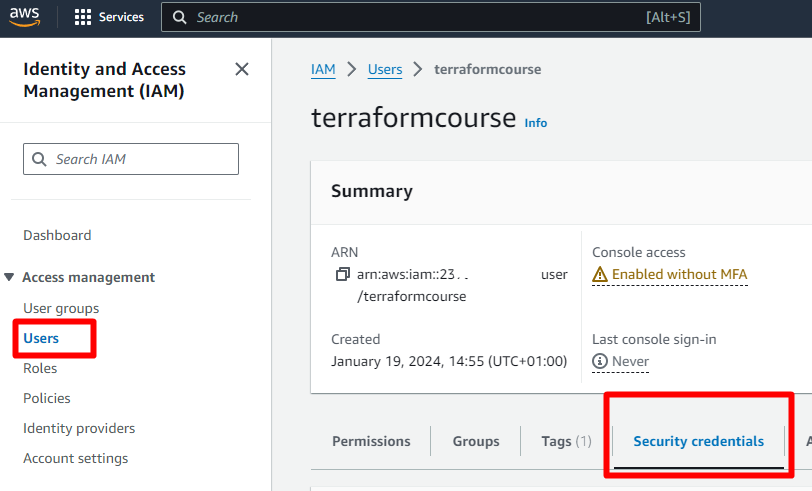 aws
Services
Search
[Alt+S]
Identity and Access
Management (IAM)
Search IAM
Dashboard
Access management
User groups
Users
Roles
Policies
Identity providers
Account settings
IAM
Users
terraformcourse
terraformcourse
Info
Summary
ARN
arn:aws:iam::23
user
/terraformcourse
Created
January 19, 2024, 14:55 (UTC+01:00)
Console access
Enabled without MFA
Last console sign-in
Never
Permissions
Groups
Tags (1)
Security credentials